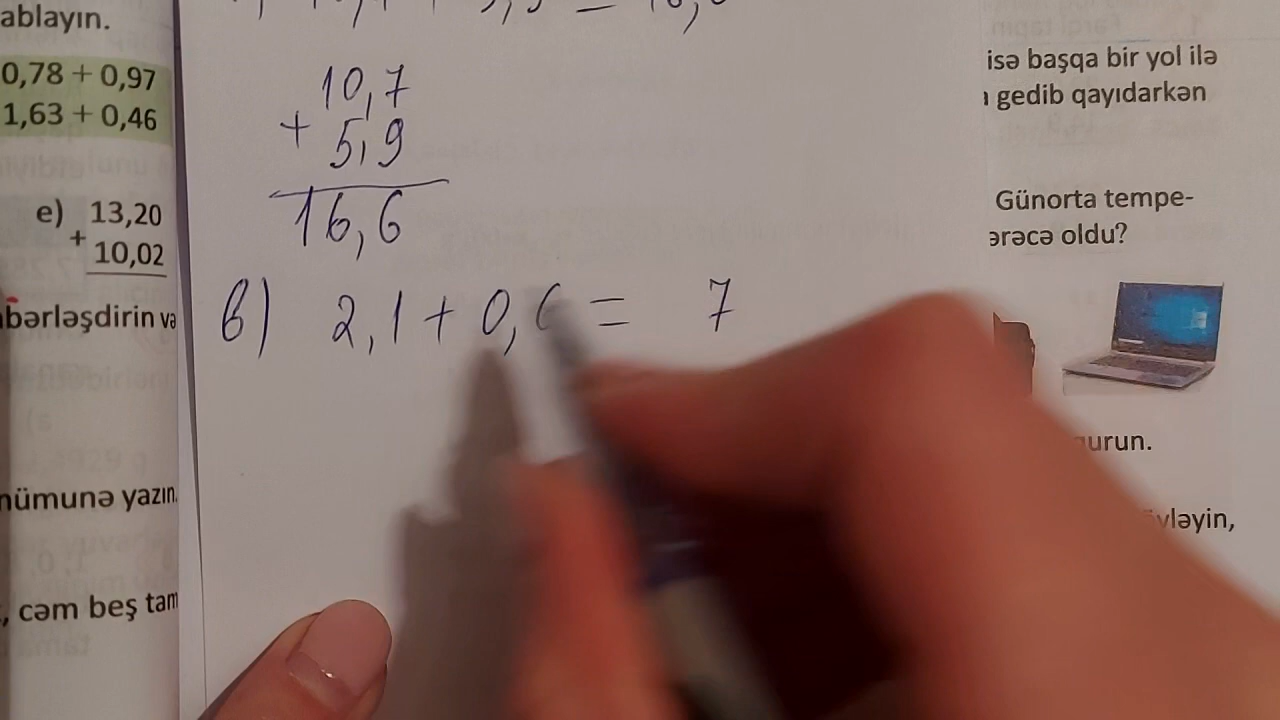 ablayın.
0,78 + 0,97
1,63 + 0,46
e) 13,20
+
10,02
bərləşdirin və
nümunə yazın.
, cəm beş tam
10,7
+ 5,9
16,6
в) 2,1 + 0,6 = 7
isə başqa bir yol ilə
gedib qayıdarkən
Günorta tempe-
ərəcə oldu?
qurun.